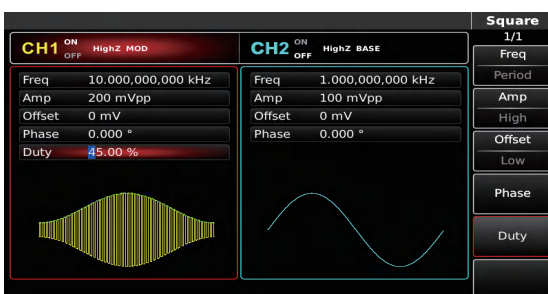 Square
1/1
CH1 ON OFF HighZ MOD
CH2 ON OFF HighZ BASE
Freq 10.000,000,000 kHz
Amp 200 mVpp
Offset 0 mV
Phase 0.000 °
Duty 45.00 %
Freq 1.000,000,000 kHz
Amp 100 mVpp
Offset 0 mV
Phase 0.000 °
Freq
Period
Amp
High
Offset
Low
Phase
Duty